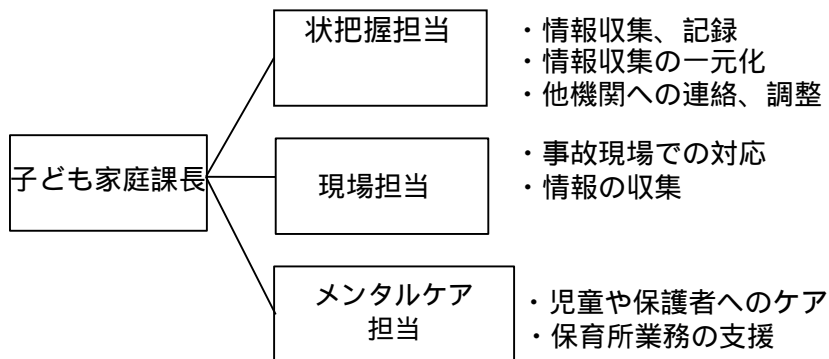 状把握担当
・情報収集、記録
・情報収集の一元化
・他機関への連絡、調整
子ども家庭課長
現場担当
・事故現場での対応
・情報の収集
メンタルケア
担当
・児童や保護者へのケア
・保育所業務の支援